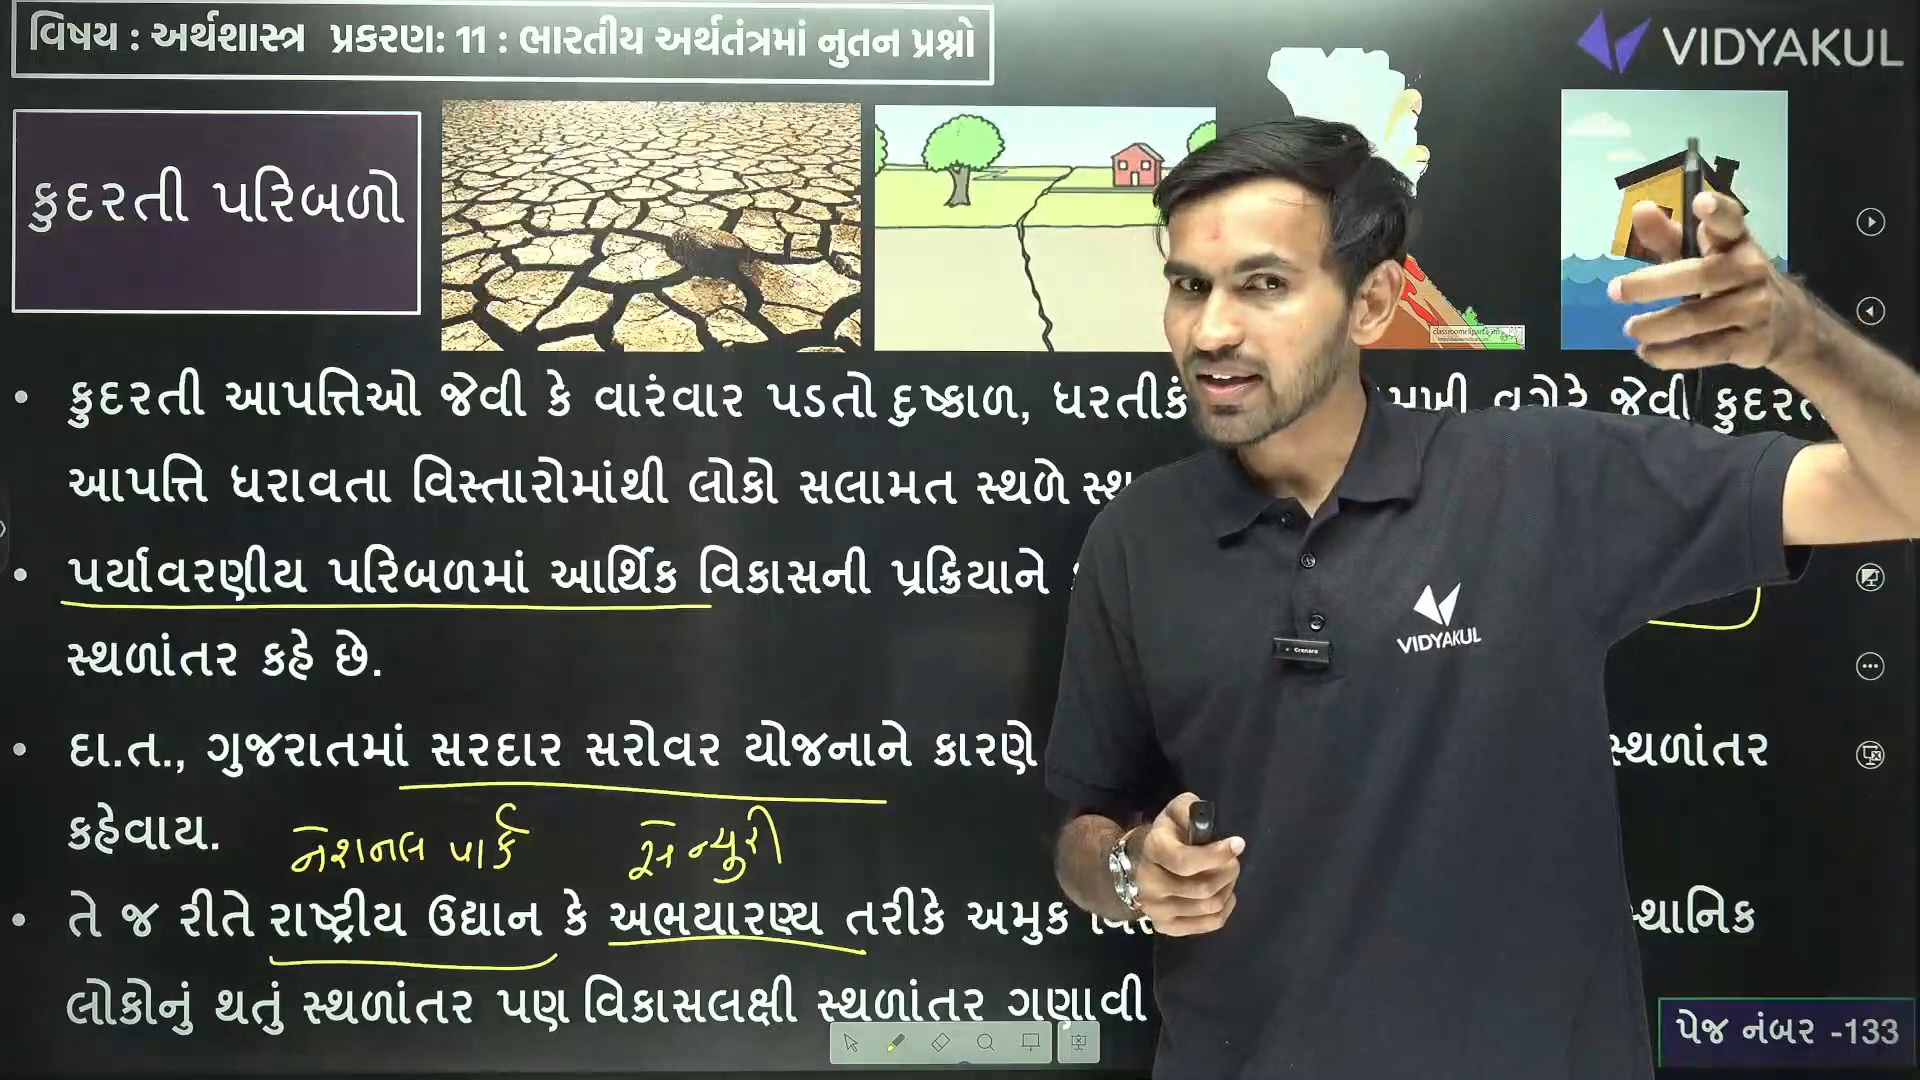 વિષય : અર્થશાસ્ત્ર પ્રકરણ: 11 : ભારતીય અર્થતંત્રમાં નુતન પ્રશ્નો
VIDYAKUL
કુદરતી પરિબળો
કુદરતી આપત્તિઓ જેવી કે વારંવાર પડતો દુષ્કાળ, વગેરે જેવી
આપત્તિ ધરાવતા વિસ્તારોમાંથી લોકો સલામત સ્થળે
પર્યાવરણીય પરિબળમાં આર્થિક વિકાસની પ્રક્રિયાને
સ્થળાંતર કહે છે.
VIDYAKUL
દા.ત., ગુજરાતમાં સરદાર સરોવર યોજનાને કારણે સ્થળાંતર
કહેવાય.
નેશનલ પાર્ક
તે જ રીતે રાષ્ટ્રીય ઉદ્યાન કે અભયારણ્ય તરીકે અમુક સ્થાનિક
લોકોનું થતું સ્થળાંતર પણ વિકાસલક્ષી સ્થળાંતર ગણાવી
પેજ નંબર -133